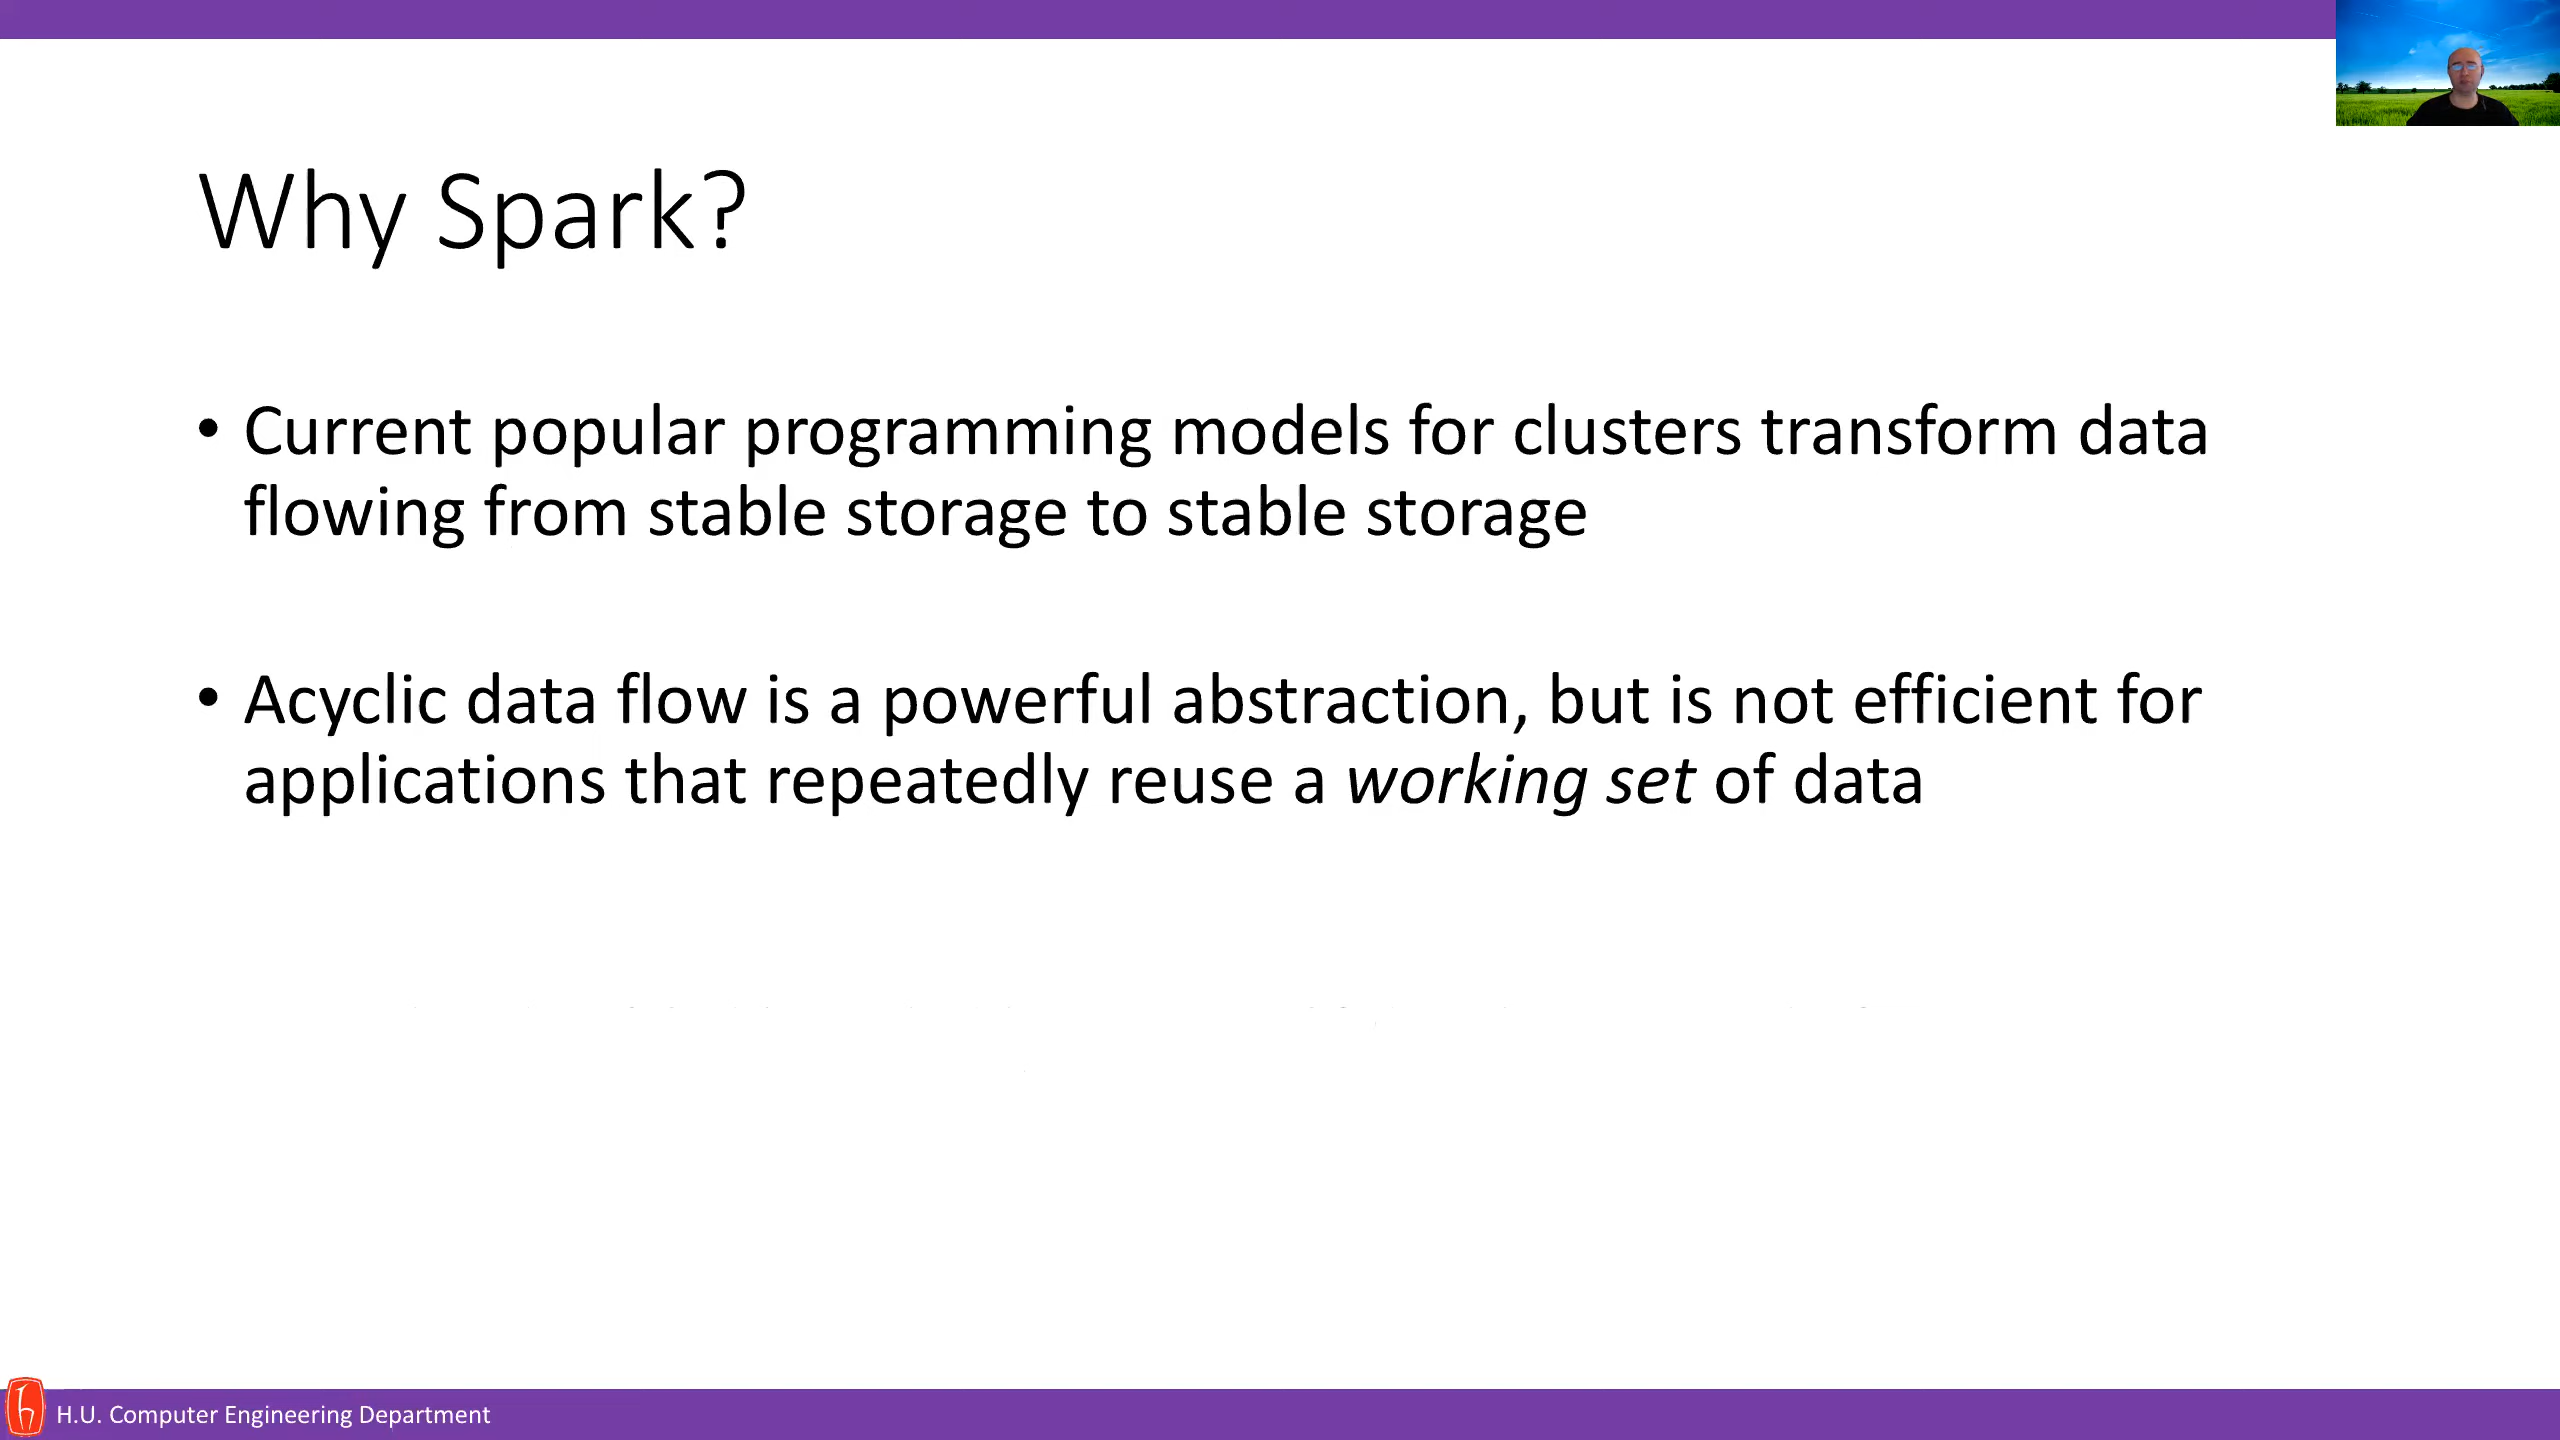 Why Spark?
• Current popular programming models for clusters transform data
flowing from stable storage to stable storage
• Acyclic data flow is a powerful abstraction, but is not efficient for
applications that repeatedly reuse a working set of data
H.U. Computer Engineering Department